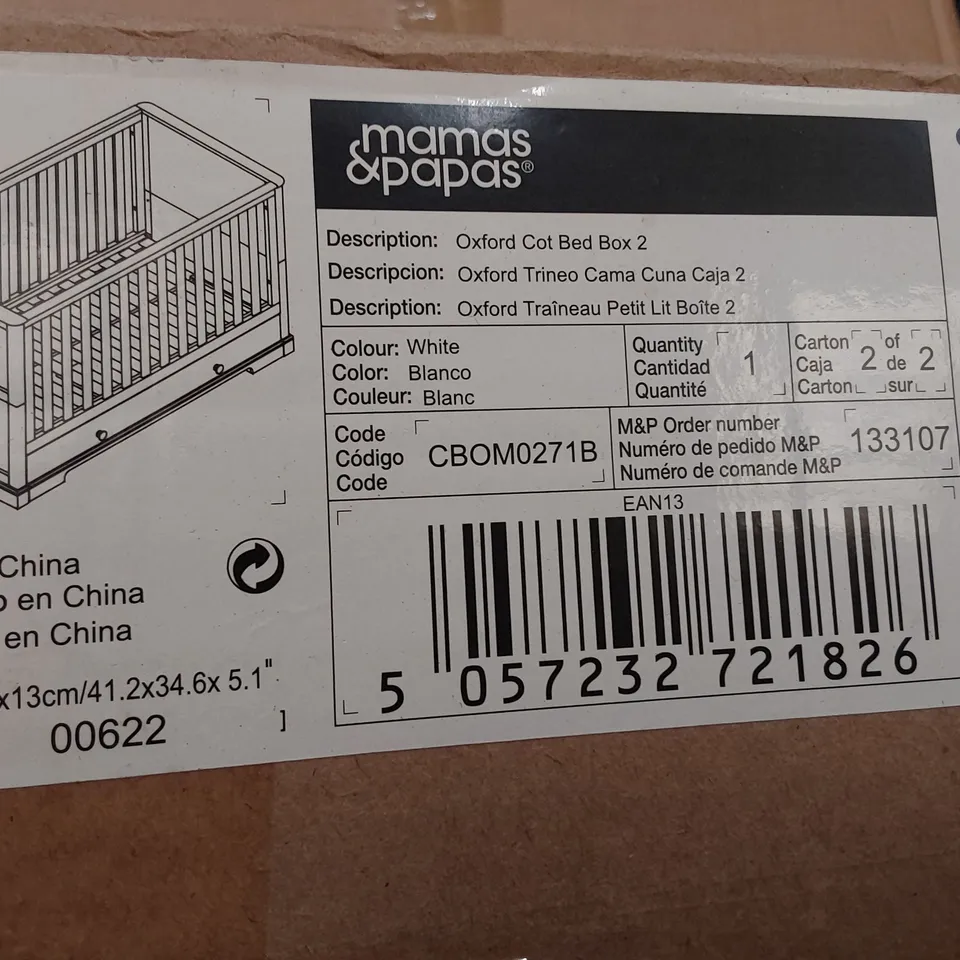 mamas
&papas®
Description: Oxford Cot Bed Box 2
Descripcion: Oxford Trineo Cama Cuna Caja 2
Description: Oxford Traîneau Petit Lit Boîte 2
Colour: White
Color: Blanco
Couleur: Blanc
Quantity
Cantidad
Quantité
1
Carton
Caja
Carton
2
of
de
sur
2
Code
Código
Code
CBOM0271B
M&P Order number
Numéro de pedido M&P
Numéro de comande M&P
133107
EAN13
5 057232 721826
China
en China
en China
x13cm/41.2x34.6x 5.1"
00622